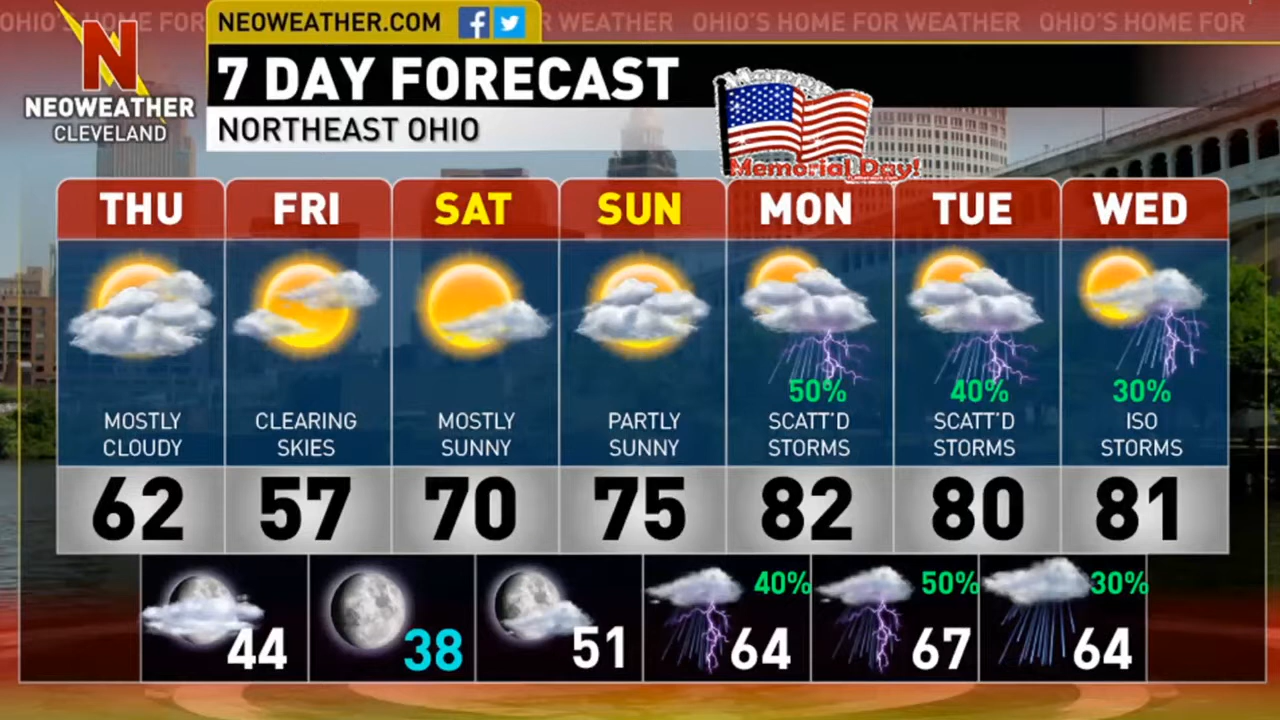 OHIO'S HOME FOR WEATHER OHIO'S HOME FOR WEATHER OHIO'S HOME FOR
NEOWEATHER.COM
N
NEOWEATHER
CLEVELAND
7 DAY FORECAST
NORTHEAST OHIO
Memorial Day!
THU FRI SAT SUN MON TUE WED
50% 40% 30%
MOSTLY CLEARING MOSTLY PARTLY SCATT'D SCATT'D ISO
CLOUDY SKIES SUNNY SUNNY STORMS STORMS STORMS
62 57 70 75 82 80 81
40% 50% 30%
44 38 51 64 67 64